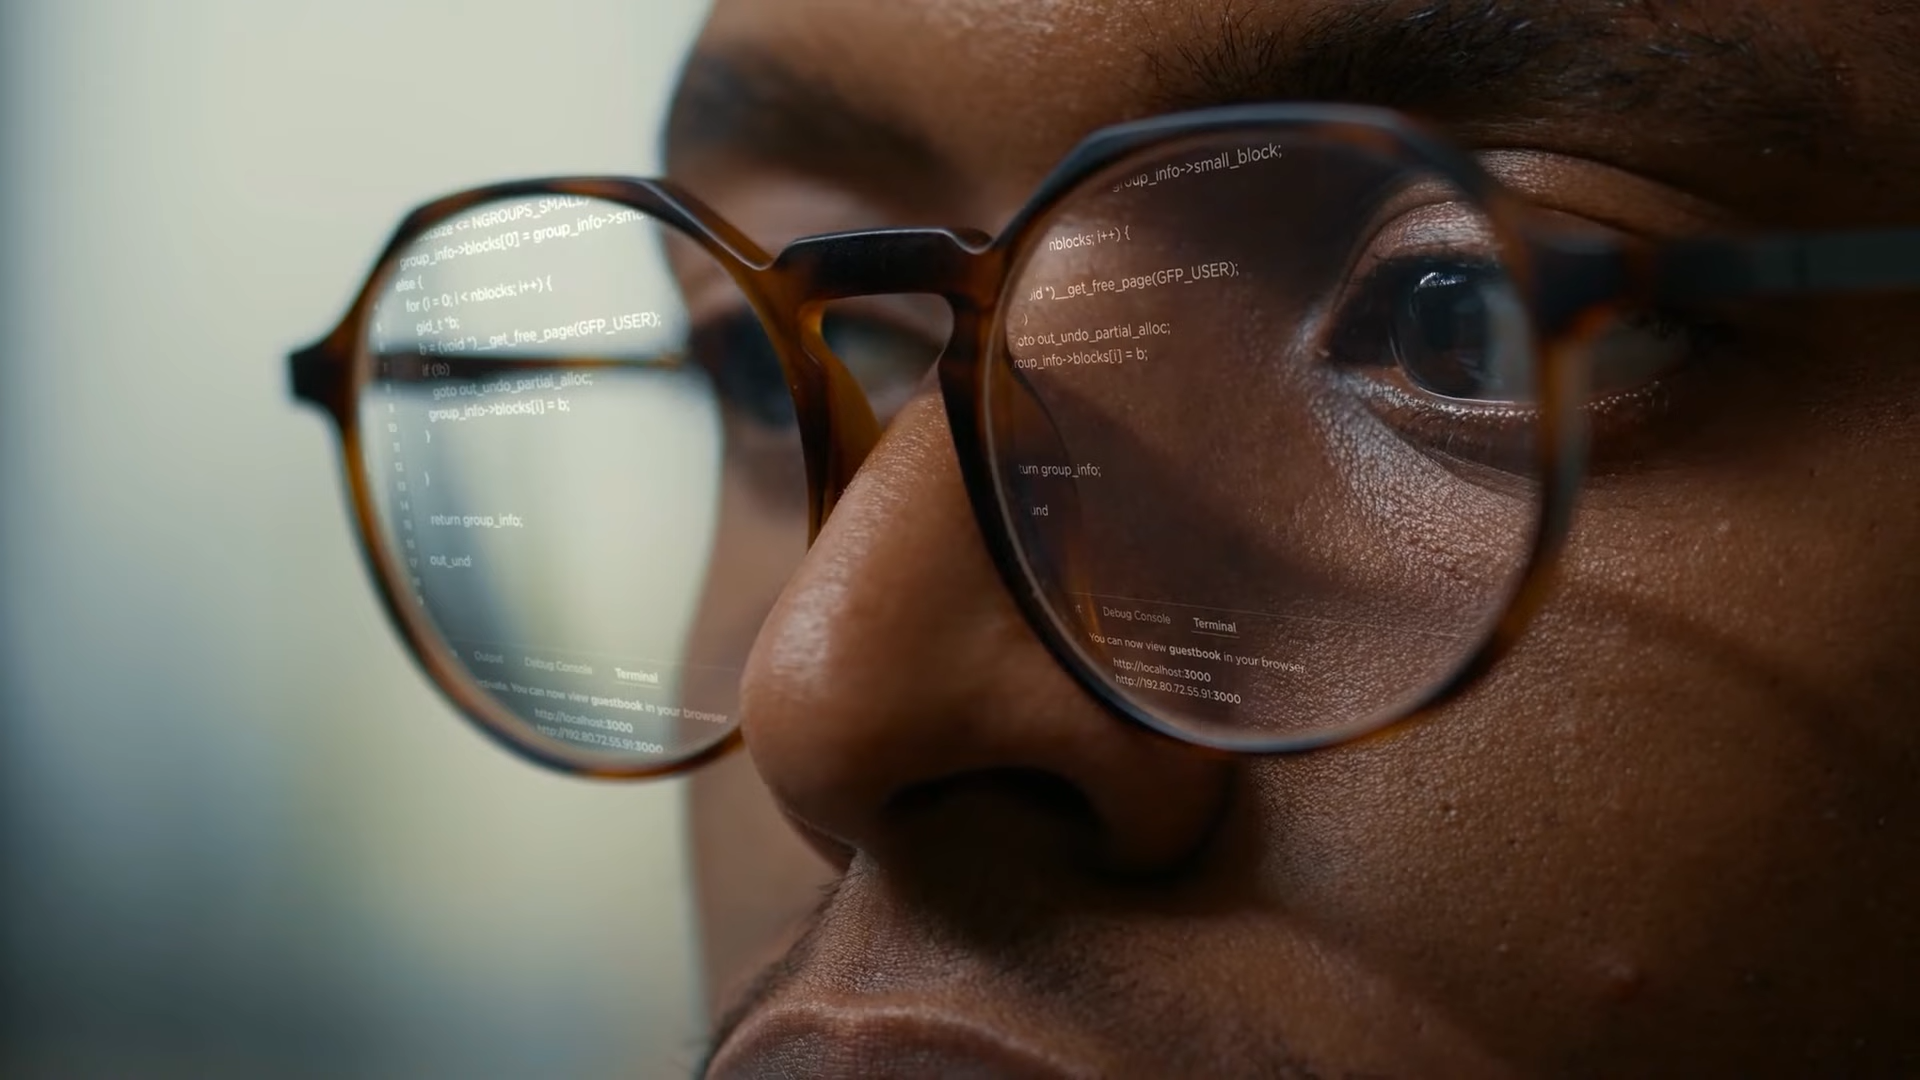 size <= NGROUPS_SMALL)
group_info->blocks[0] = group_info->sma
else {
for (i = 0; i < nblocks; i++) {
gid_t *b;
b = (void *)__get_free_page(GFP_USER);
if (!b)
goto out_undo_partial_alloc;
group_info->blocks[i] = b;
}
}
return group_info;
out_und
Output Debug Console Terminal
You can now view guestbook in your browser
http://localhost:3000
http://192.80.72.55.91:3000
group_info->small_block;
nblocks; i++) {
id *)__get_free_page(GFP_USER);
)
oto out_undo_partial_alloc;
roup_info->blocks[i] = b;
turn group_info;
und
t Debug Console Terminal
You can now view guestbook in your browser.
http://localhost:3000
http://192.80.72.55.91:3000